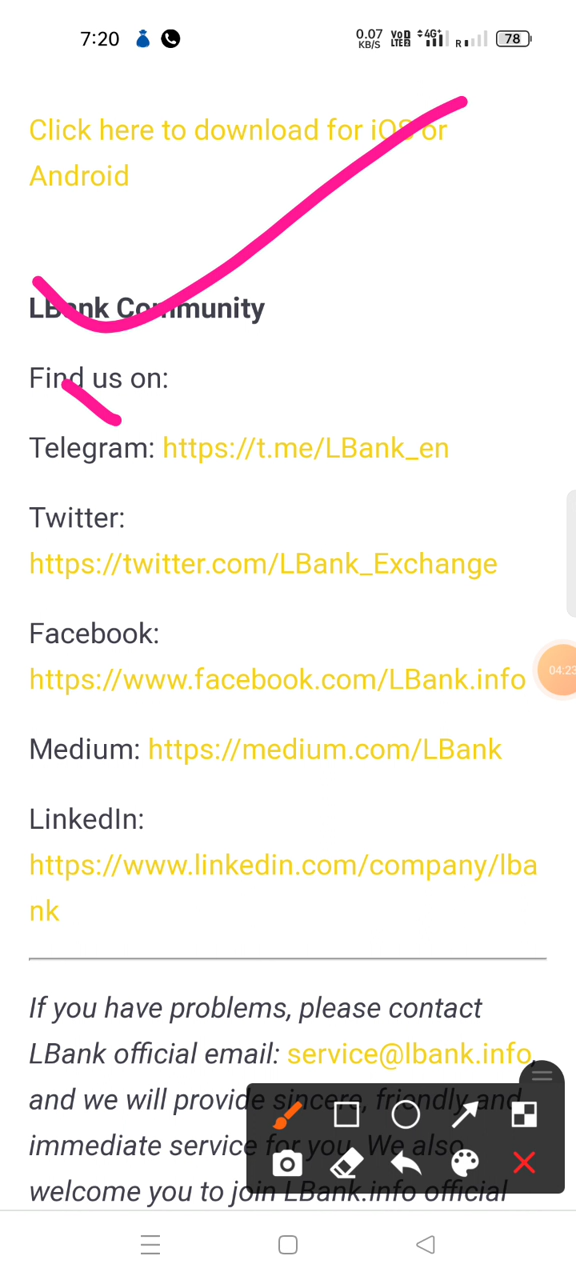 7:20
0.07 KB/S VoD LTE2 4G+ R 78
Click here to download for iOS or
Android
LBank Community
Find us on:
Telegram: https://t.me/LBank_en
Twitter:
https://twitter.com/LBank_Exchange
04:23
Facebook:
https://www.facebook.com/LBank.info
Medium: https://medium.com/LBank
LinkedIn:
https://www.linkedin.com/company/lba
nk
If you have problems, please contact
LBank official email: service@lbank.info,
and we will provide sincere, friendly and
immediate service for you. We also
welcome you to join LBank.info official